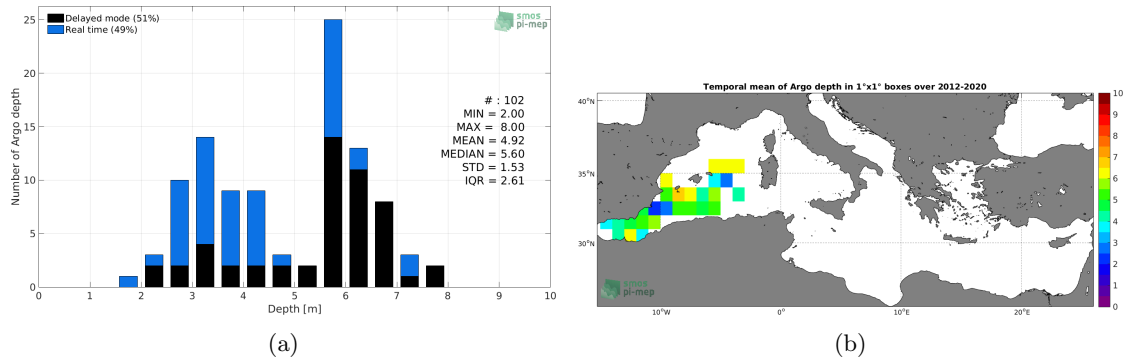 Delayed mode (51%)
Real time (49%)
smos
pi-mep
Number of Argo depth
25
20
15
10
5
0
# : 102
MIN = 2.00
MAX = 8.00
MEAN = 4.92
MEDIAN = 5.60
STD = 1.53
IQR = 2.61
0 1 2 3 4 5 6 7 8 9 10
Depth [m]
(a)
Temporal mean of Argo depth in 1°x1° boxes over 2012-2020
40°N
35°N
30°N
10°W 0° 10°E 20°E
10
9
8
7
6
5
4
3
2
1
0
smos
pi-mep
(b)